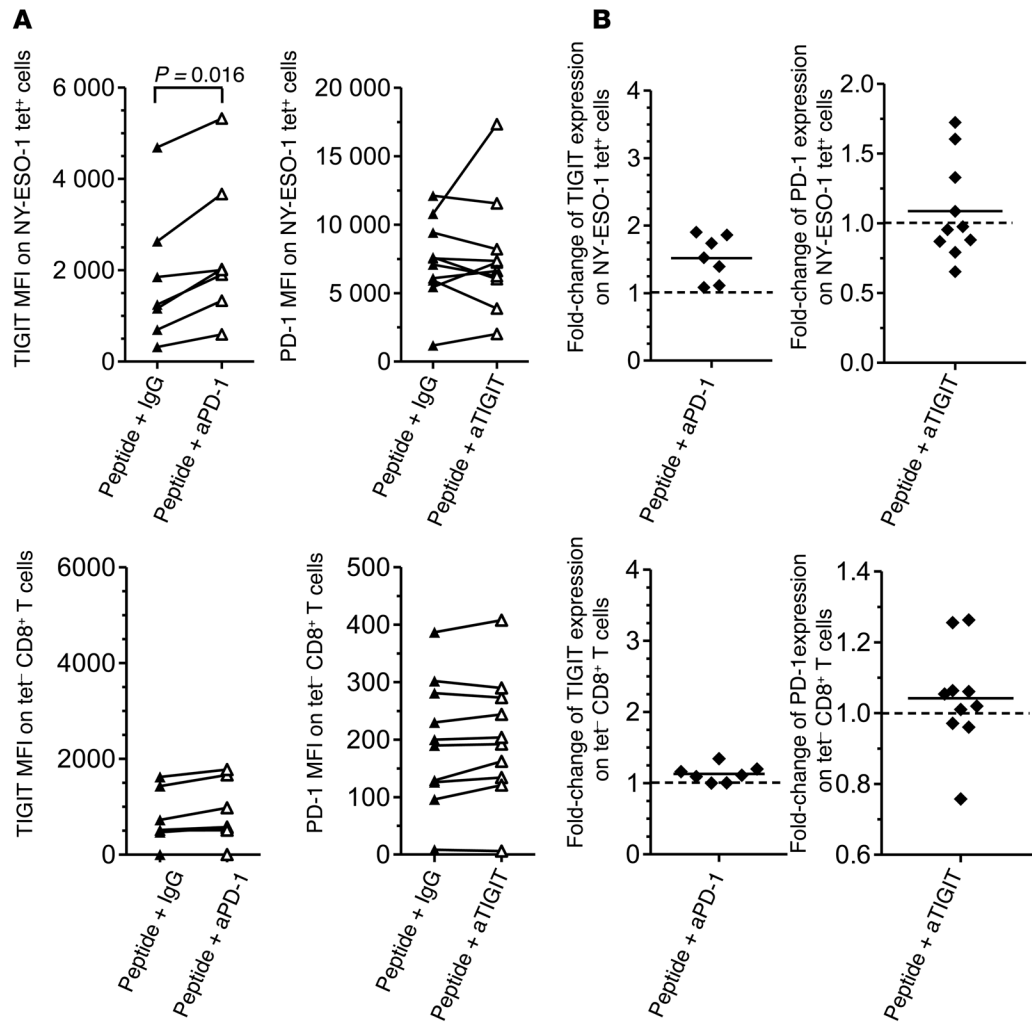 A
TIGIT MFI on NY-ESO-1 tet⁺ cells
6 000
4 000
2 000
0
P = 0.016
Peptide + IgG
Peptide + aPD-1
PD-1 MFI on NY-ESO-1 tet⁺ cells
20 000
15 000
10 000
5 000
0
Peptide + IgG
Peptide + aTIGIT
B
Fold-change of TIGIT expression
on NY-ESO-1 tet⁺ cells
4
3
2
1
0
Peptide + aPD-1
Fold-change of PD-1 expression
on NY-ESO-1 tet⁺ cells
2.0
1.5
1.0
0.5
0.0
Peptide + aTIGIT
TIGIT MFI on tet⁻ CD8⁺ T cells
6000
4000
2000
0
Peptide + IgG
Peptide + aPD-1
PD-1 MFI on tet⁻ CD8⁺ T cells
500
400
300
200
100
0
Peptide + IgG
Peptide + aTIGIT
Fold-change of TIGIT expression
on tet⁻ CD8⁺ T cells
4
3
2
1
0
Peptide + aPD-1
Fold-change of PD-1expression
on tet⁻ CD8⁺ T cells
1.4
1.2
1.0
0.8
0.6
Peptide + aTIGIT